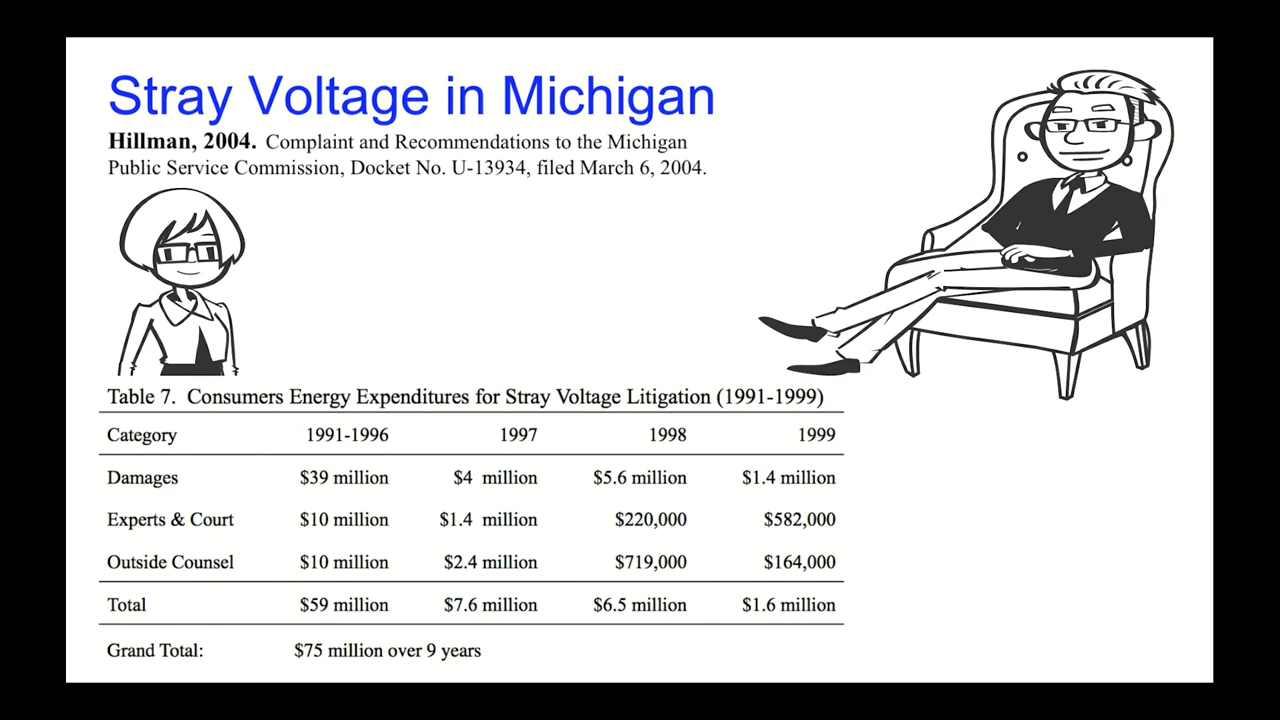 Stray Voltage in Michigan
Hillman, 2004. Complaint and Recommendations to the Michigan
Public Service Commission, Docket No. U-13934, filed March 6, 2004.
Table 7. Consumers Energy Expenditures for Stray Voltage Litigation (1991-1999)
Category 1991-1996 1997 1998 1999
Damages $39 million $4 million $5.6 million $1.4 million
Experts & Court $10 million $1.4 million $220,000 $582,000
Outside Counsel $10 million $2.4 million $719,000 $164,000
Total $59 million $7.6 million $6.5 million $1.6 million
Grand Total: $75 million over 9 years